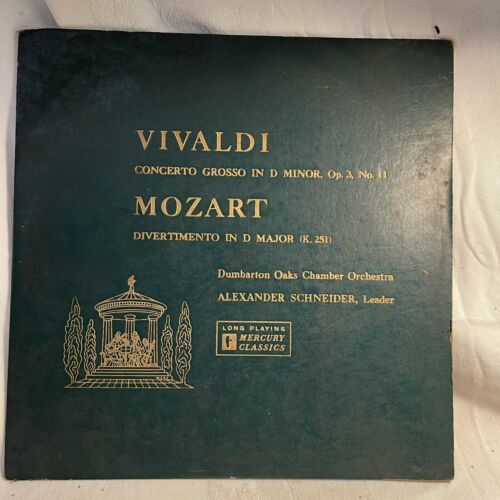 VIVALDI
CONCERTO GROSSO IN D MINOR, Op. 3, No. 11
MOZART
DIVERTIMENTO IN D MAJOR (K. 251)
Dumbarton Oaks Chamber Orchestra
ALEXANDER SCHNEIDER, Leader
LONG PLAYING
MERCURY
CLASSICS